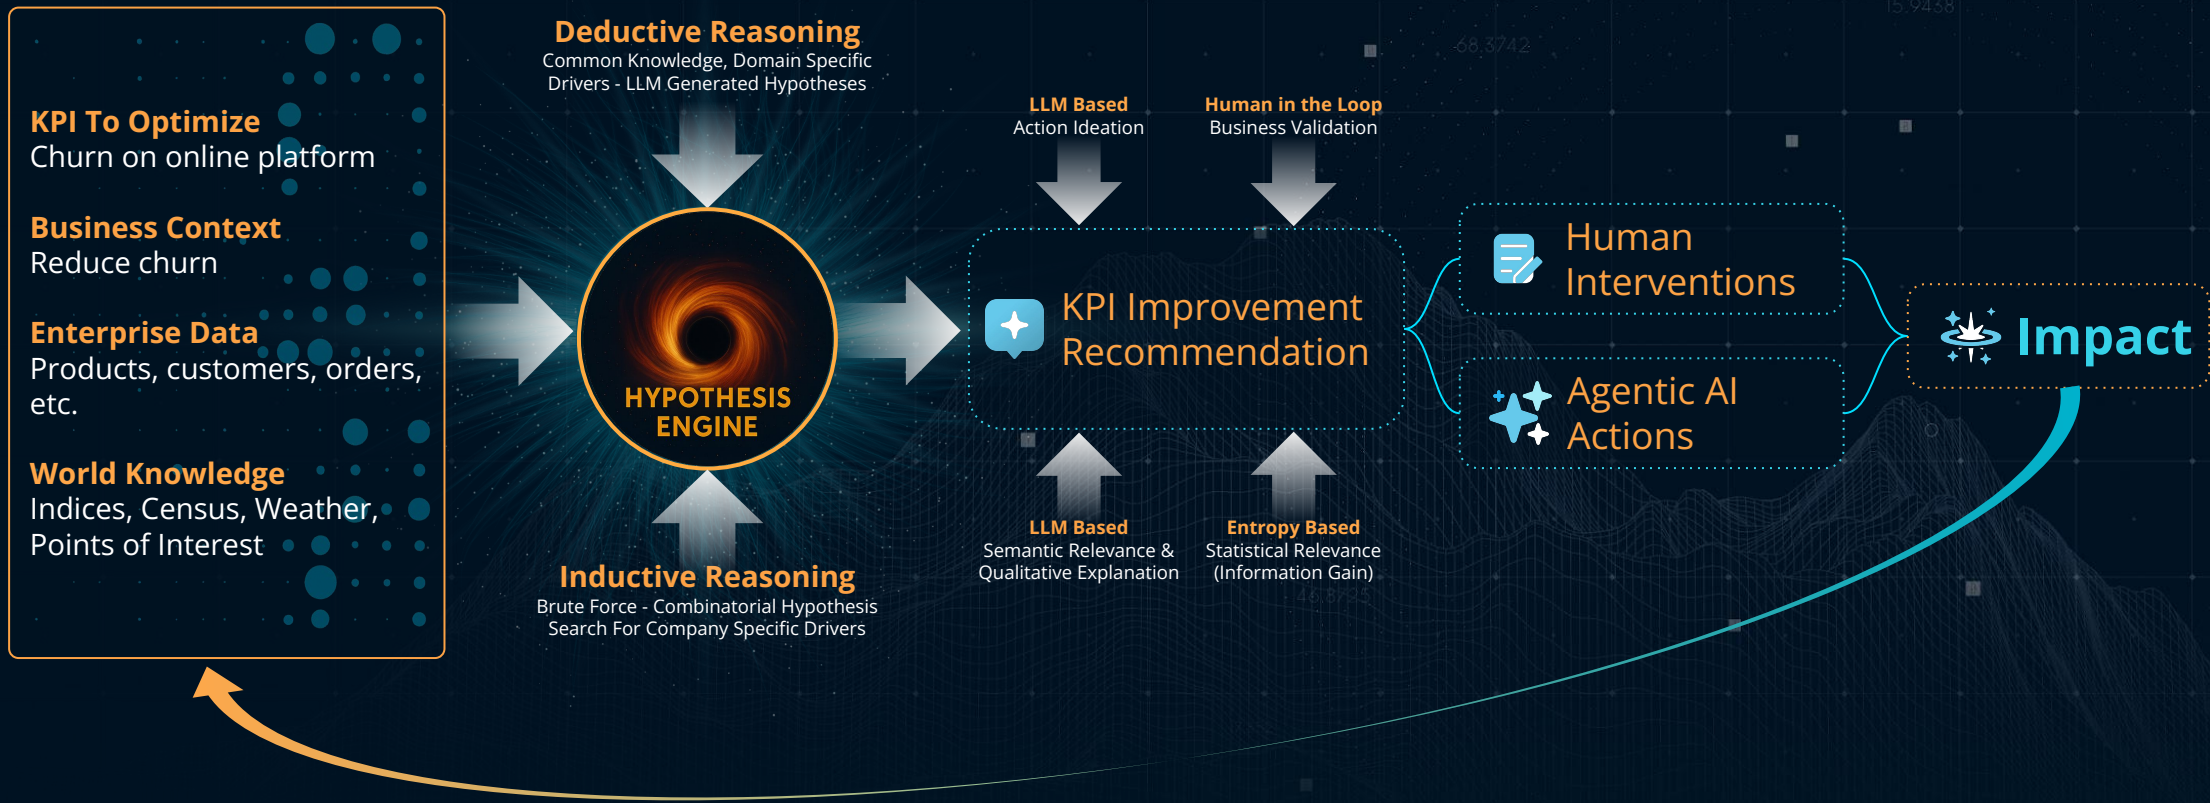 KPI To Optimize
Churn on online platform
Business Context
Reduce churn
Enterprise Data
Products, customers, orders,
etc.
World Knowledge
Indices, Census, Weather,
Points of Interest
Deductive Reasoning
Common Knowledge, Domain Specific
Drivers - LLM Generated Hypotheses
HYPOTHESIS
ENGINE
Inductive Reasoning
Brute Force - Combinatorial Hypothesis
Search For Company Specific Drivers
LLM Based
Action Ideation
Human in the Loop
Business Validation
KPI Improvement
Recommendation
LLM Based
Semantic Relevance &
Qualitative Explanation
Entropy Based
Statistical Relevance
(Information Gain)
Human
Interventions
Agentic AI
Actions
Impact
-68.3742
15.9438